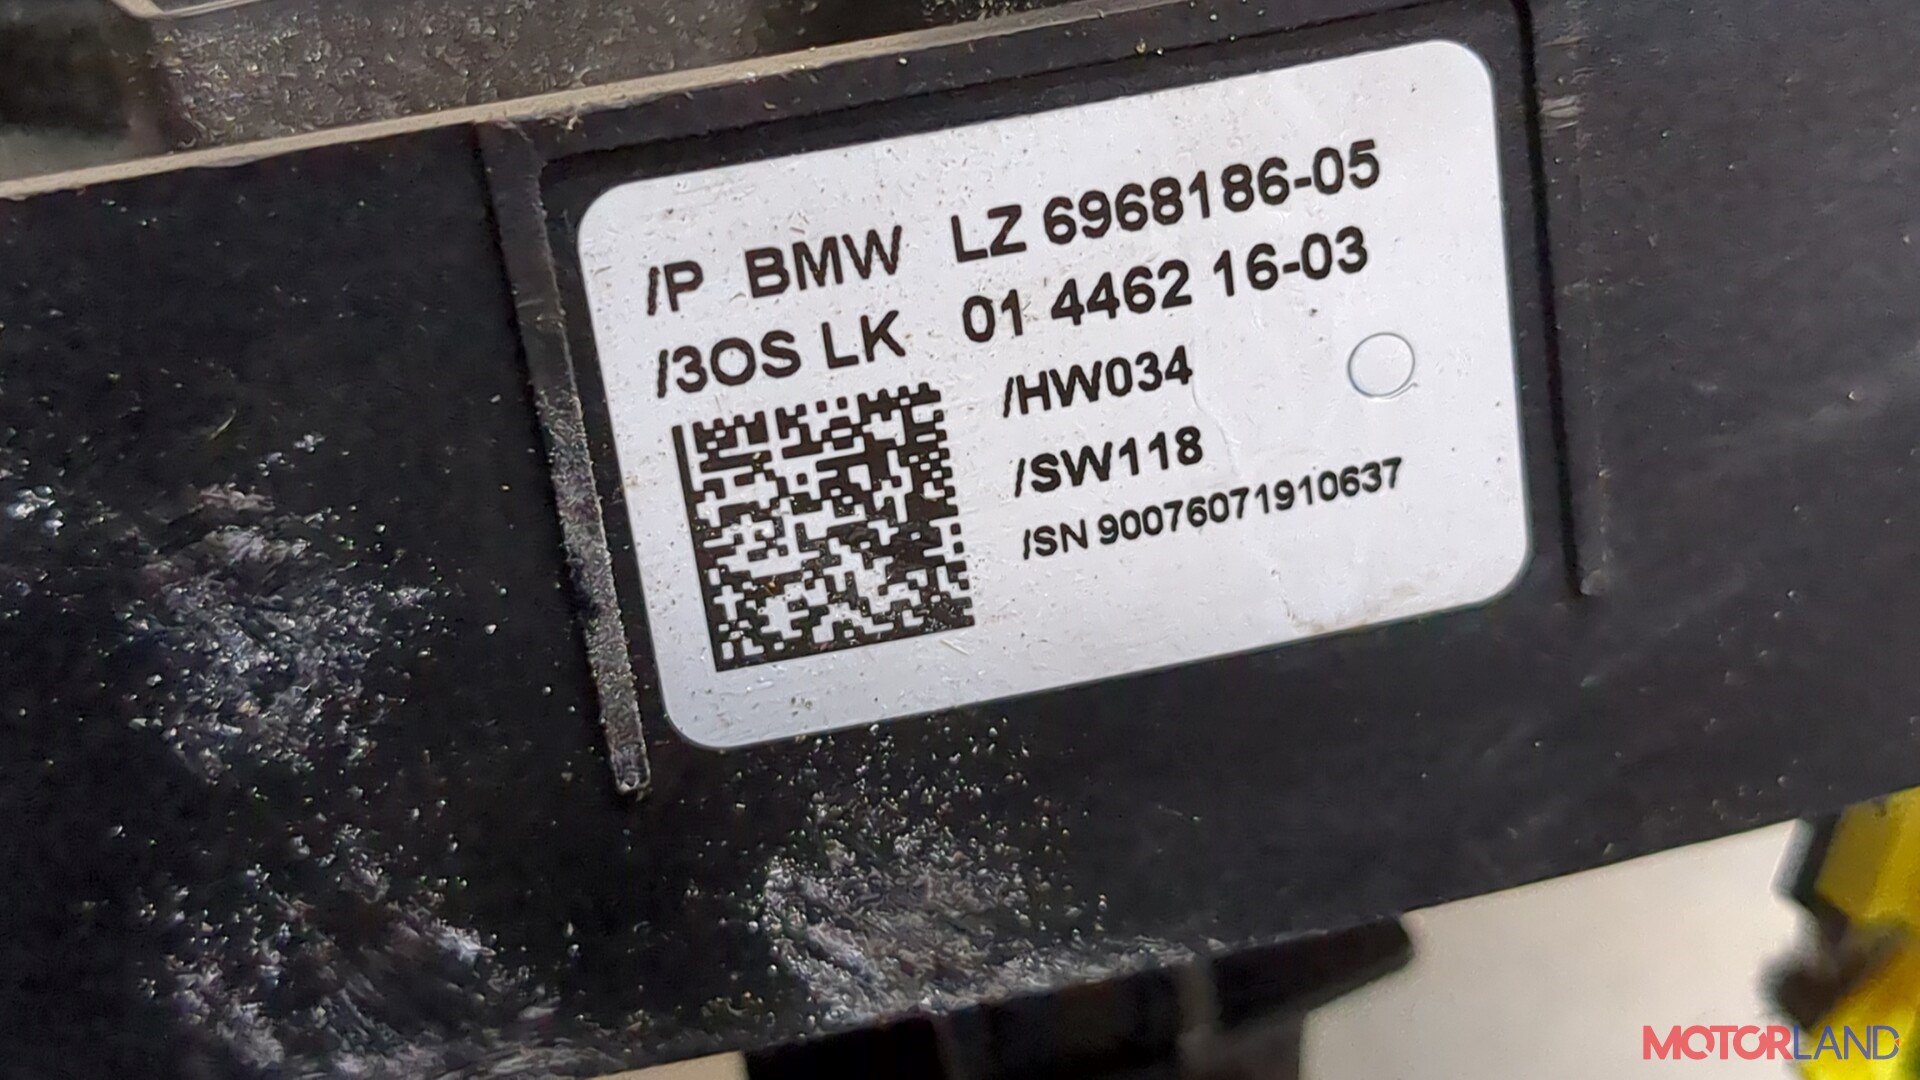 /P BMW LZ 6968186-05
/3OS LK 01 4462 16-03
/HW034
/SW118
/SN 90076071910637
MOTORLAND